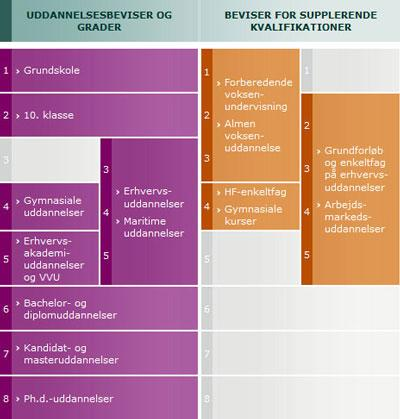 UDDANNELSESBEVISER OG
GRADER
BEVISER FOR SUPPLERENDE
KVALIFIKATIONER
1 › Grundskole
2 › 10. klasse
3
4 › Gymnasiale
uddannelser
5 › Erhvervs-
akademi-
uddannelser
og VVU
3
4
5
› Erhvervs-
uddannelser
› Maritime
uddannelser
6 › Bachelor- og
diplomuddannelser
7 › Kandidat- og
masteruddannelser
8 › Ph.d.-uddannelser
1
2
3
› Forberedende
voksen-
undervisning
› Almen
voksen-
uddannelse
4 › HF-enkeltfag
› Gymnasiale
kurser
5
1
2
3
4
5
› Grundforløb
og enkeltfag
på erhvervs-
uddannelser
› Arbejds-
markeds-
uddannelser
6
7
8